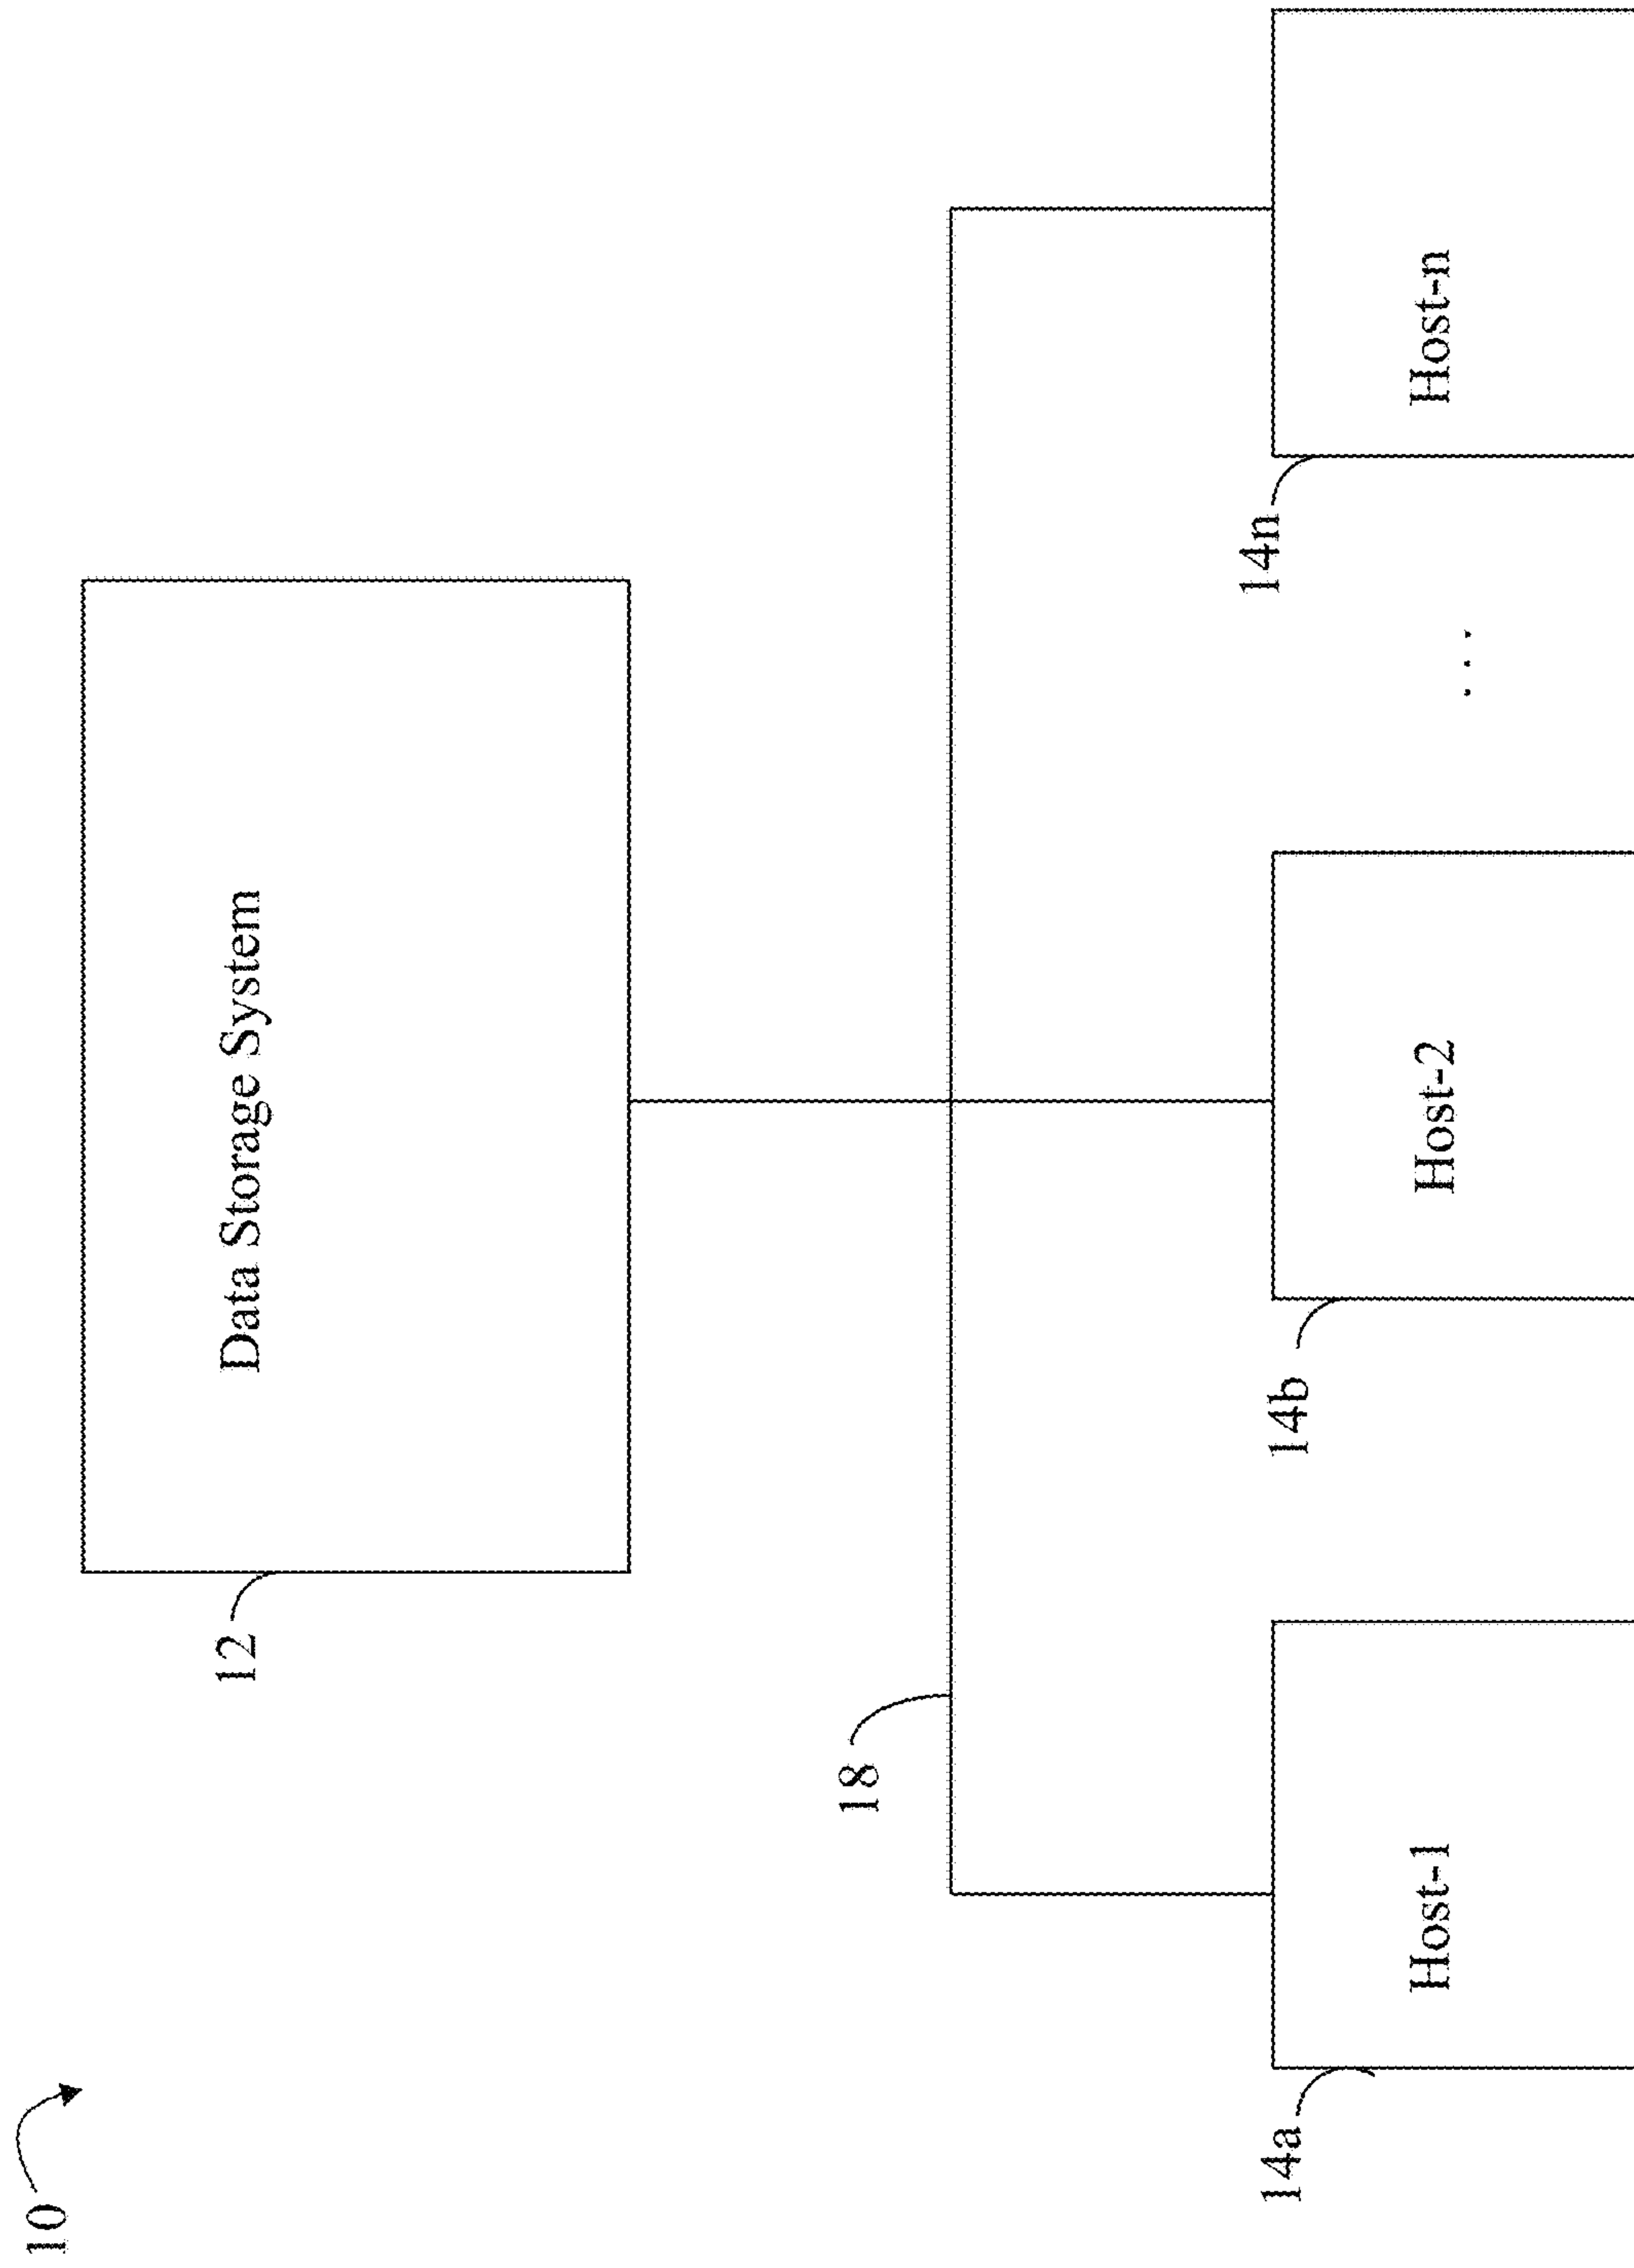 10
12
Data Storage System
18
14a
Host-1
14b
Host-2
. . .
14n
Host-n